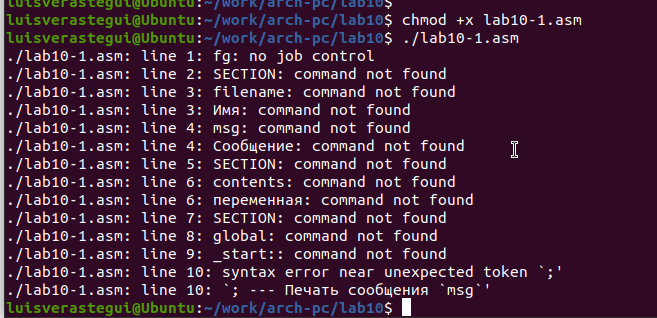 luisverastegui@Ubuntu:~/work/arch-pc/lab10$
luisverastegui@Ubuntu:~/work/arch-pc/lab10$ chmod +x lab10-1.asm
luisverastegui@Ubuntu:~/work/arch-pc/lab10$ ./lab10-1.asm
./lab10-1.asm: line 1: fg: no job control
./lab10-1.asm: line 2: SECTION: command not found
./lab10-1.asm: line 3: filename: command not found
./lab10-1.asm: line 3: Имя: command not found
./lab10-1.asm: line 4: msg: command not found
./lab10-1.asm: line 4: Сообщение: command not found
./lab10-1.asm: line 5: SECTION: command not found
./lab10-1.asm: line 6: contents: command not found
./lab10-1.asm: line 6: переменная: command not found
./lab10-1.asm: line 7: SECTION: command not found
./lab10-1.asm: line 8: global: command not found
./lab10-1.asm: line 9: _start:: command not found
./lab10-1.asm: line 10: syntax error near unexpected token `;'
./lab10-1.asm: line 10: `; --- Печать сообщения `msg`'
luisverastegui@Ubuntu:~/work/arch-pc/lab10$